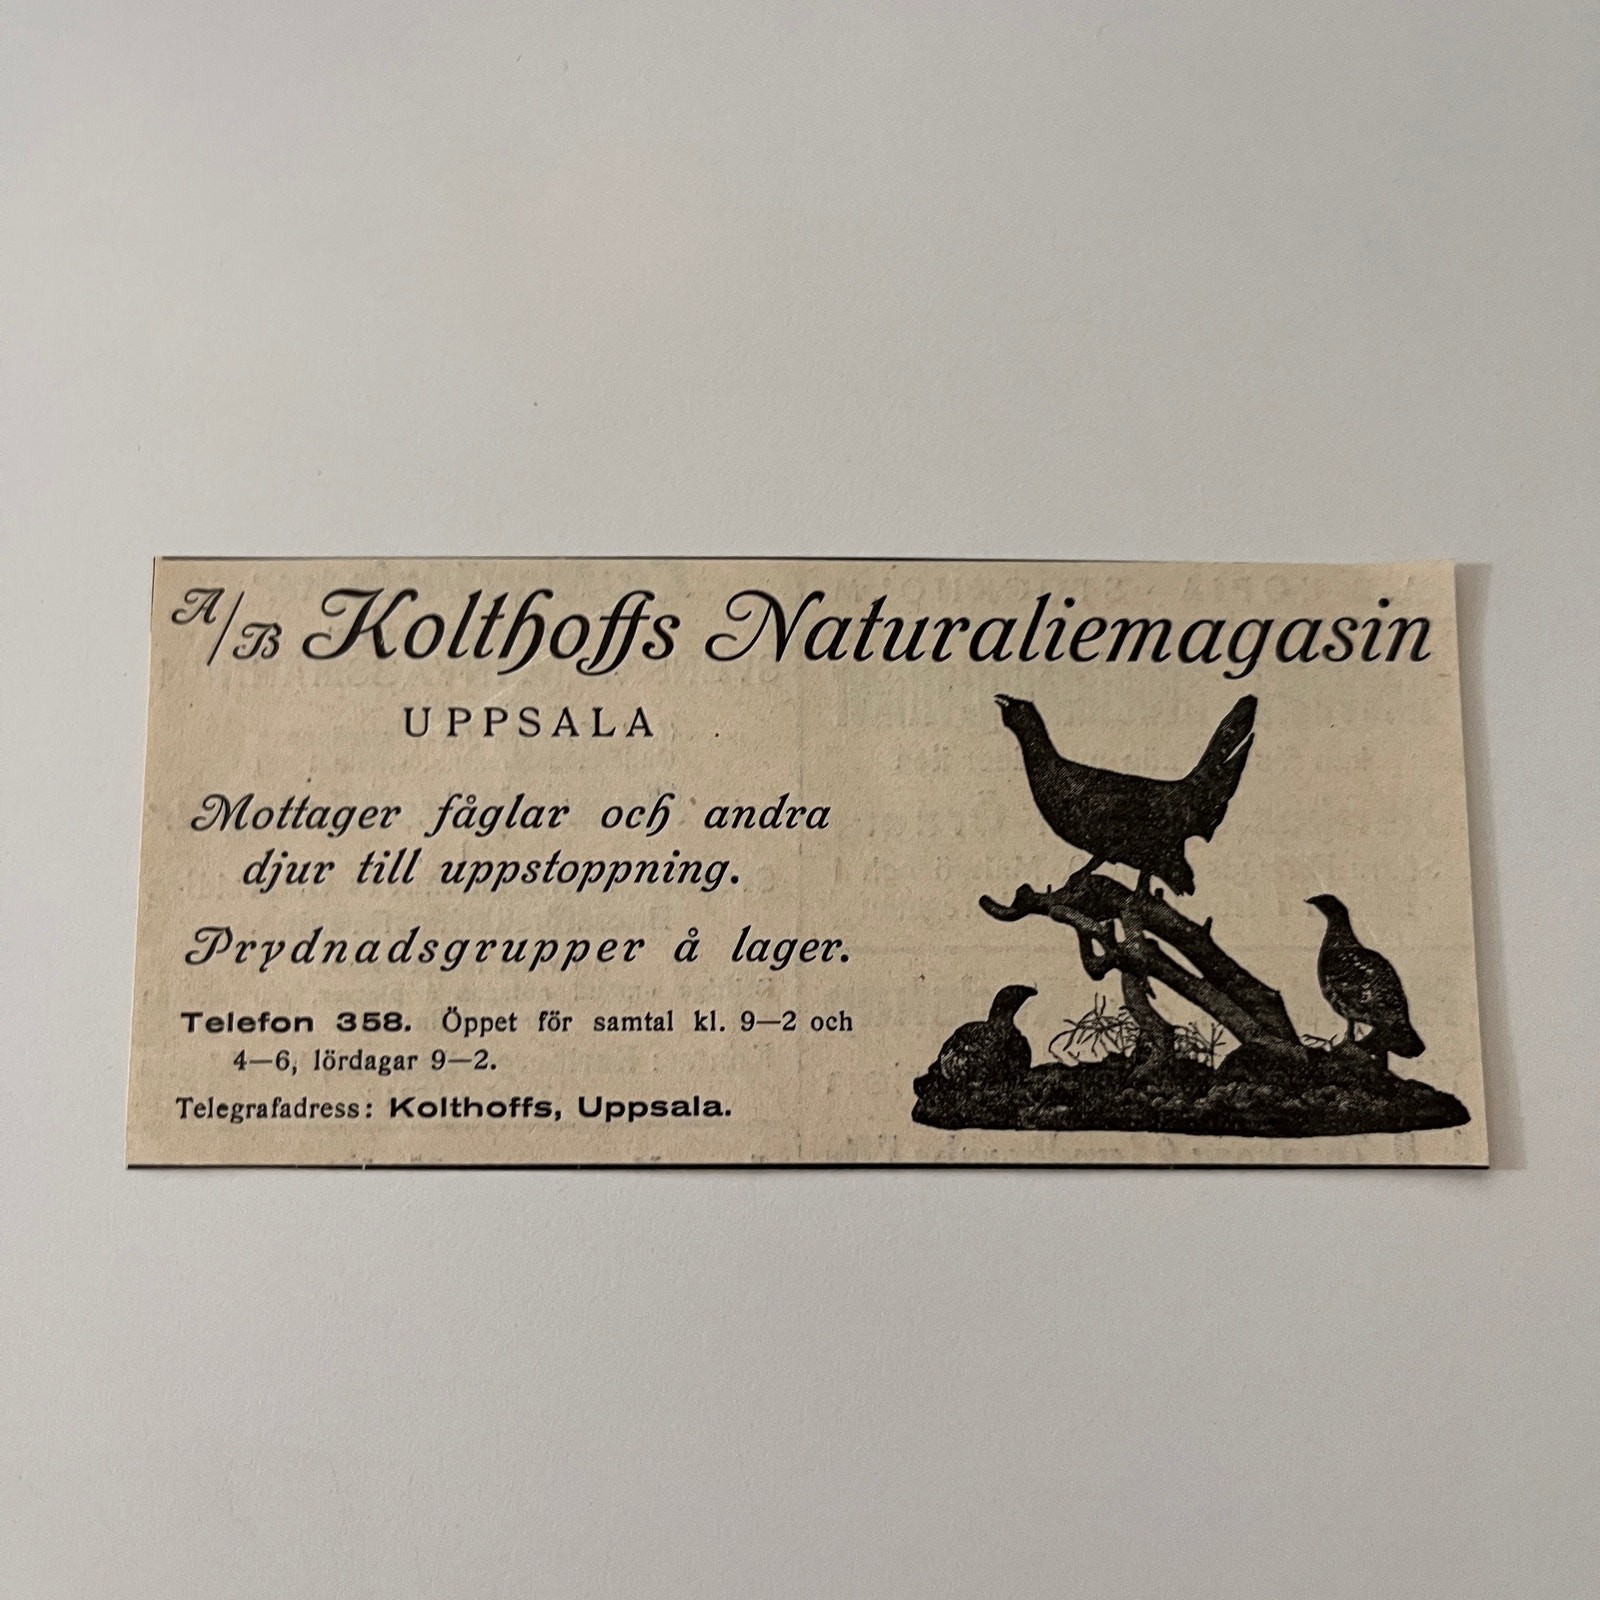 A/B Kolthoffs Naturaliemagasin
UPPSALA
Mottager fåglar och andra
djur till uppstoppning.
Prydnadsgrupper å lager.
Telefon 358. Öppet för samtal kl. 9—2 och
4—6, lördagar 9—2.
Telegrafadress: Kolthoffs, Uppsala.